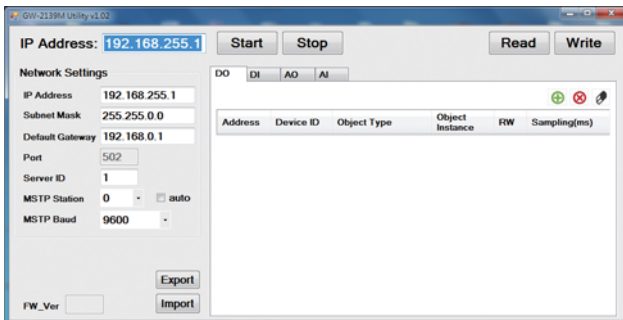 GW-2139M Utility v1.02
IP Address: 192.168.255.1 Start Stop Read Write
Network Settings
IP Address 192.168.255.1
Subnet Mask 255.255.0.0
Default Gateway 192.168.0.1
Port 502
Server ID 1
MSTP Station 0 auto
MSTP Baud 9600
Export
FW_Ver Import
DO DI AO AI
Address Device ID Object Type Object Instance RW Sampling(ms)